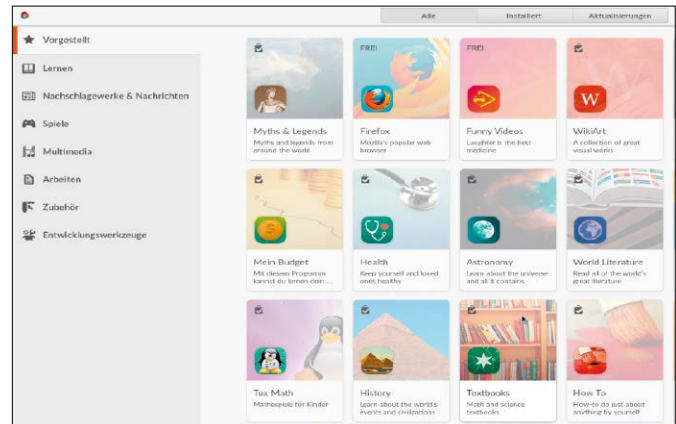 Alle
Installiert
Aktualisierungen
Vorgestellt
Lernen
Nachschlagewerke & Nachrichten
Spiele
Multimedia
Arbeiten
Zubehör
Entwicklungswerkzeuge
FREI
FREI
Myths & Legends
Myths and legends from
around the world
Firefox
Mozilla's popular web
browser
Funny Videos
Laughter is the best
medicine
W
WikiArt
A collection of great
visual works
Mein Budget
Mit diesem Programm
kannst du lernen dein ...
Health
Keep yourself and loved
ones healthy
Astronomy
Learn about the universe
and all it contains
World Literature
Read all of the world's
great literature
Tux Math
Mathespiele für Kinder
History
Learn about the world's
events and civilizations
Textbooks
Math and science
textbooks
How To
How-to do just about
anything by yourself